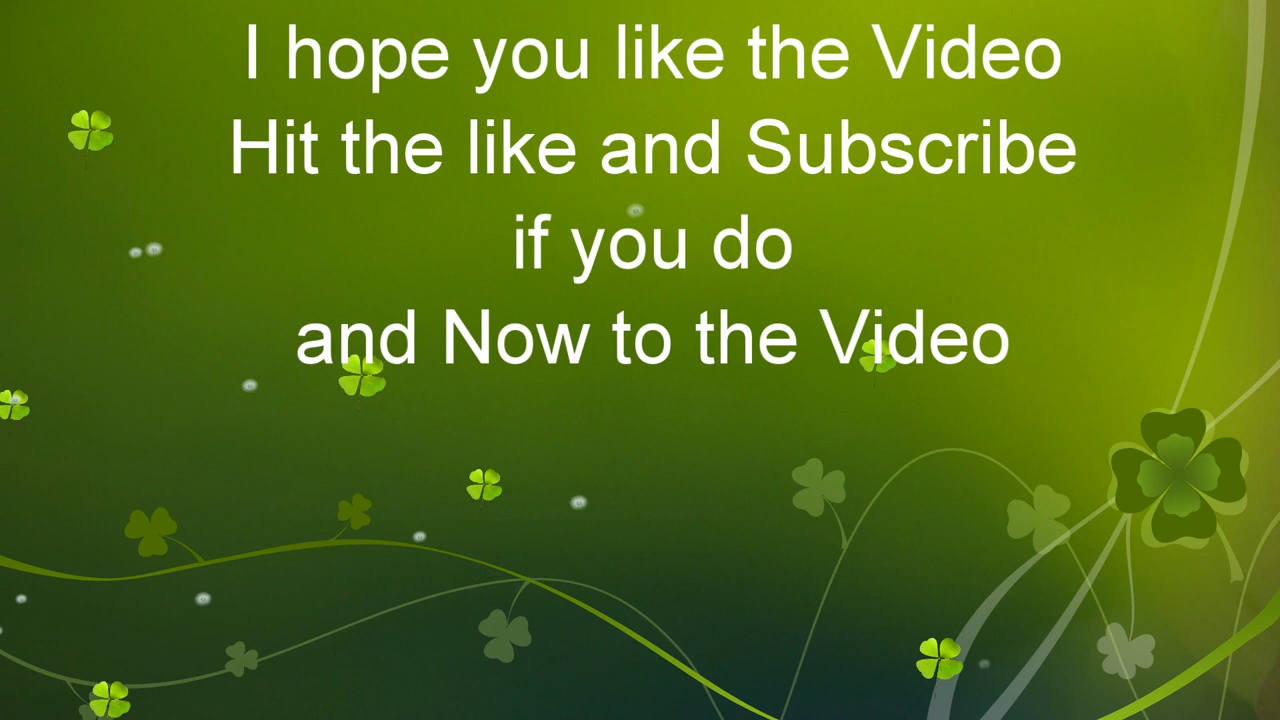 I hope you like the Video
Hit the like and Subscribe
if you do
and Now to the Video